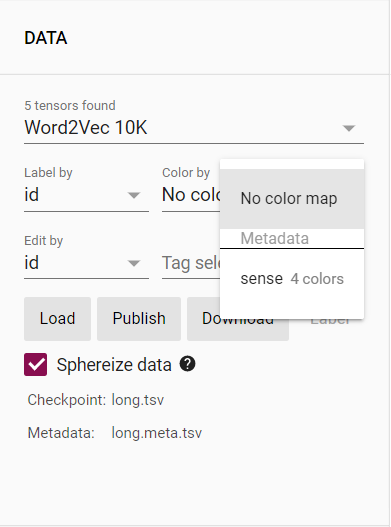 DATA
5 tensors found
Word2Vec 10K
Label by
Color by
id
No colo
No color map
Metadata
Edit by
id
Tag sele
sense 4 colors
Load
Publish
Download
Label
Sphereize data
Checkpoint: long.tsv
Metadata: long.meta.tsv